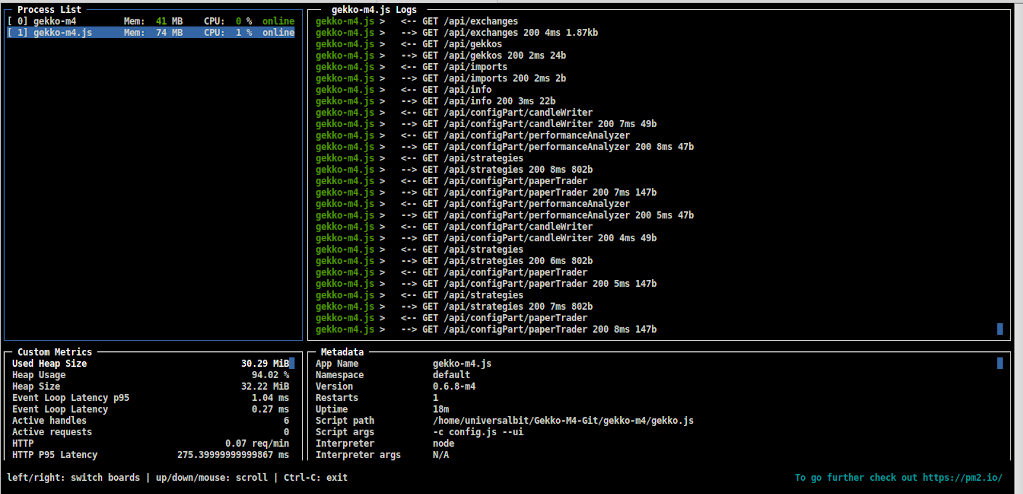 Process List
[ 0] gekko-m4 Mem: 41 MB CPU: 0 % online
[ 1] gekko-m4.js Mem: 74 MB CPU: 1 % online
gekko-m4.js Logs
gekko-m4.js > <-- GET /api/exchanges
gekko-m4.js > --> GET /api/exchanges 200 4ms 1.87kb
gekko-m4.js > <-- GET /api/gekkos
gekko-m4.js > --> GET /api/gekkos 200 2ms 24b
gekko-m4.js > <-- GET /api/imports
gekko-m4.js > --> GET /api/imports 200 2ms 2b
gekko-m4.js > <-- GET /api/info
gekko-m4.js > --> GET /api/info 200 3ms 22b
gekko-m4.js > <-- GET /api/configPart/candleWriter
gekko-m4.js > --> GET /api/configPart/candleWriter 200 7ms 49b
gekko-m4.js > <-- GET /api/configPart/performanceAnalyzer
gekko-m4.js > --> GET /api/configPart/performanceAnalyzer 200 8ms 47b
gekko-m4.js > <-- GET /api/strategies
gekko-m4.js > --> GET /api/strategies 200 8ms 802b
gekko-m4.js > <-- GET /api/configPart/paperTrader
gekko-m4.js > --> GET /api/configPart/paperTrader 200 7ms 147b
gekko-m4.js > <-- GET /api/configPart/performanceAnalyzer
gekko-m4.js > --> GET /api/configPart/performanceAnalyzer 200 5ms 47b
gekko-m4.js > <-- GET /api/configPart/candleWriter
gekko-m4.js > --> GET /api/configPart/candleWriter 200 4ms 49b
gekko-m4.js > <-- GET /api/strategies
gekko-m4.js > --> GET /api/strategies 200 6ms 802b
gekko-m4.js > <-- GET /api/configPart/paperTrader
gekko-m4.js > --> GET /api/configPart/paperTrader 200 5ms 147b
gekko-m4.js > <-- GET /api/strategies
gekko-m4.js > --> GET /api/strategies 200 7ms 802b
gekko-m4.js > <-- GET /api/configPart/paperTrader
gekko-m4.js > --> GET /api/configPart/paperTrader 200 8ms 147b
Custom Metrics
Used Heap Size 30.29 MiB
Heap Usage 94.02 %
Heap Size 32.22 MiB
Event Loop Latency p95 1.04 ms
Event Loop Latency 0.27 ms
Active handles 6
Active requests 0
HTTP 0.07 req/min
HTTP P95 Latency 275.39999999999867 ms
Metadata
App Name gekko-m4.js
Namespace default
Version 0.6.8-m4
Restarts 1
Uptime 18m
Script path /home/universalbit/Gekko-M4-Git/gekko-m4/gekko.js
Script args -c config.js --ui
Interpreter node
Interpreter args N/A
left/right: switch boards | up/down/mouse: scroll | Ctrl-C: exit
To go further check out https://pm2.io/